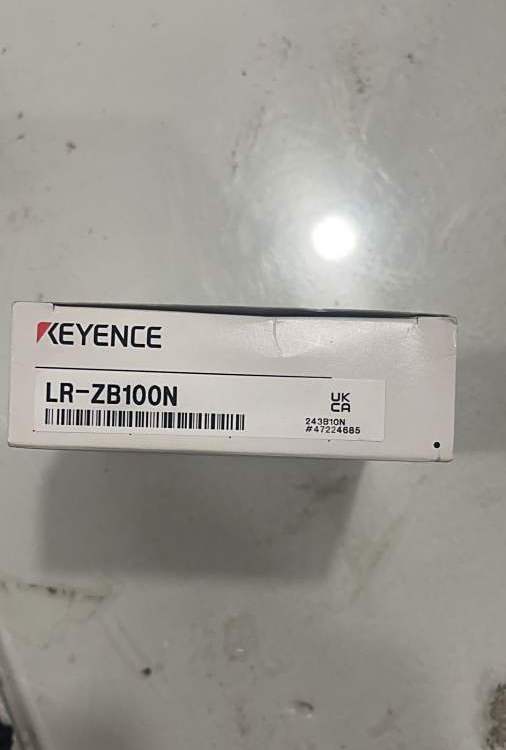 KEYENCE
LR-ZB100N
UK
CA
243B10N
#47224685